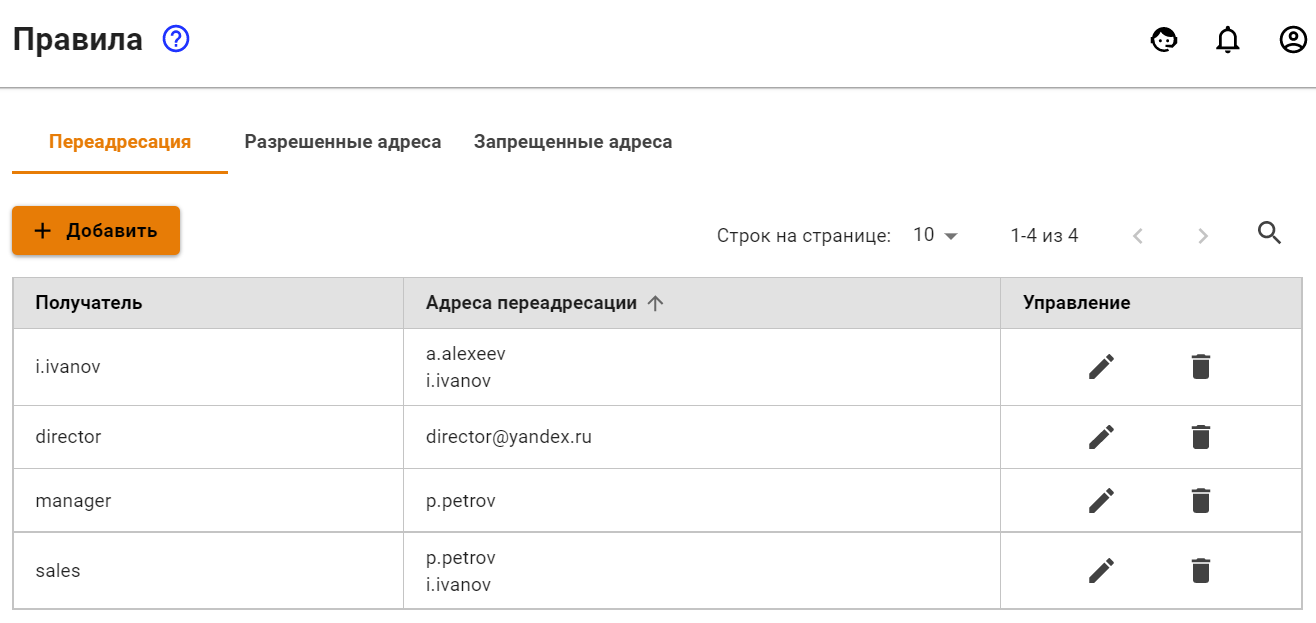 Правила ?
Переадресация Разрешенные адреса Запрещенные адреса
+ Добавить
Строк на странице: 10 1-4 из 4
Получатель Адреса переадресации Управление
i.ivanov
a.alexeev
i.ivanov
director director@yandex.ru
manager p.petrov
sales
p.petrov
i.ivanov